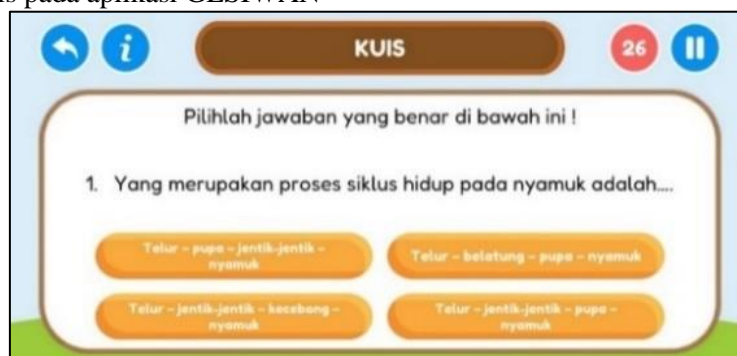 pada aplikasi
KUIS
26
Pilihlah jawaban yang benar di bawah ini !
1. Yang merupakan proses siklus hidup pada nyamuk adalah....
Telur – pupa – jentik-jentik –
nyamuk
Telur – belatung – pupa – nyamuk
Telur – jentik-jentik – kecebong –
nyamuk
Telur – jentik-jentik – pupa –
nyamuk